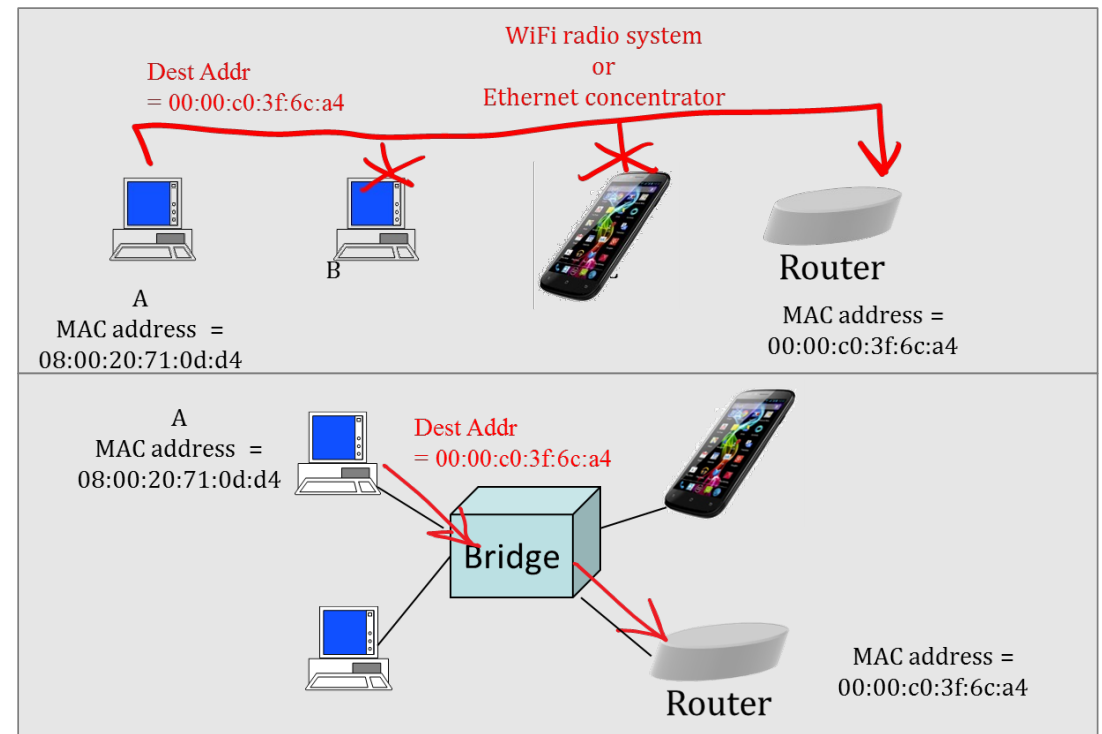 WiFi radio system
or
Ethernet concentrator
Dest Addr
= 00:00:c0:3f:6c:a4
B
Router
A
MAC address =
08:00:20:71:0d:d4
MAC address =
00:00:c0:3f:6c:a4
A
MAC address =
08:00:20:71:0d:d4
Dest Addr
= 00:00:c0:3f:6c:a4
Bridge
Router
MAC address =
00:00:c0:3f:6c:a4